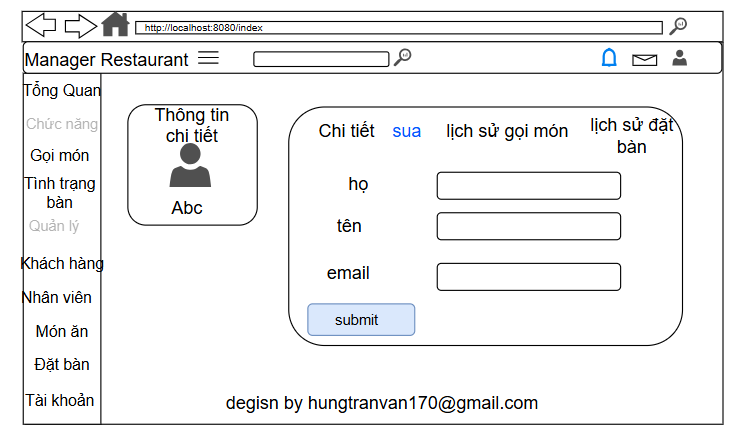 http://localhost:8080/index
Manager Restaurant
Tổng Quan
Chức năng
Gọi món
Tình trạng
bàn
Quản lý
Khách hàng
Nhân viên
Món ăn
Đặt bàn
Tài khoản
Thông tin
chi tiết
Abc
Chi tiết
sua
lịch sử gọi món
lịch sử đặt
bàn
họ
tên
email
submit
degisn by hungtranvan170@gmail.com